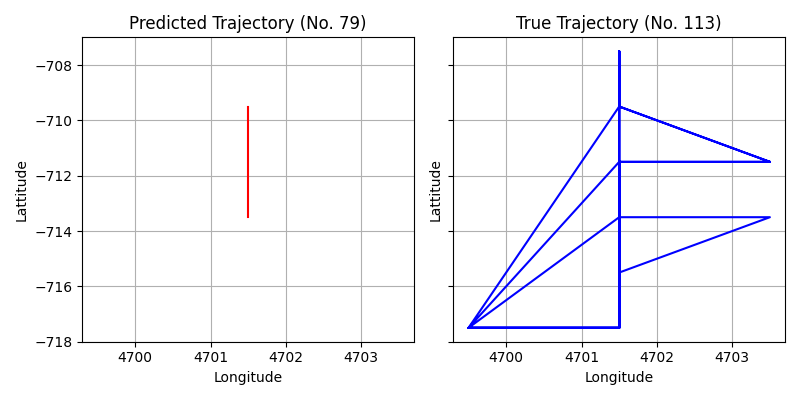 Predicted Trajectory (No. 79)
Lattitude
−708
−710
−712
−714
−716
−718
4700
4701
4702
4703
Longitude
True Trajectory (No. 113)
Lattitude
4700
4701
4702
4703
Longitude